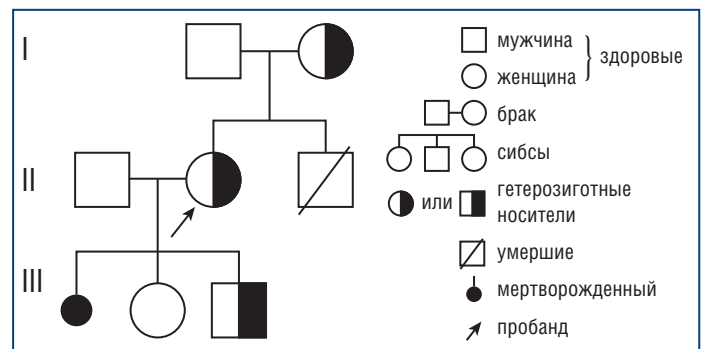 I
II
III
мужчина
женщина
здоровые
брак
сибсы
или
гетерозиготные
носители
умершие
мертворожденный
пробанд